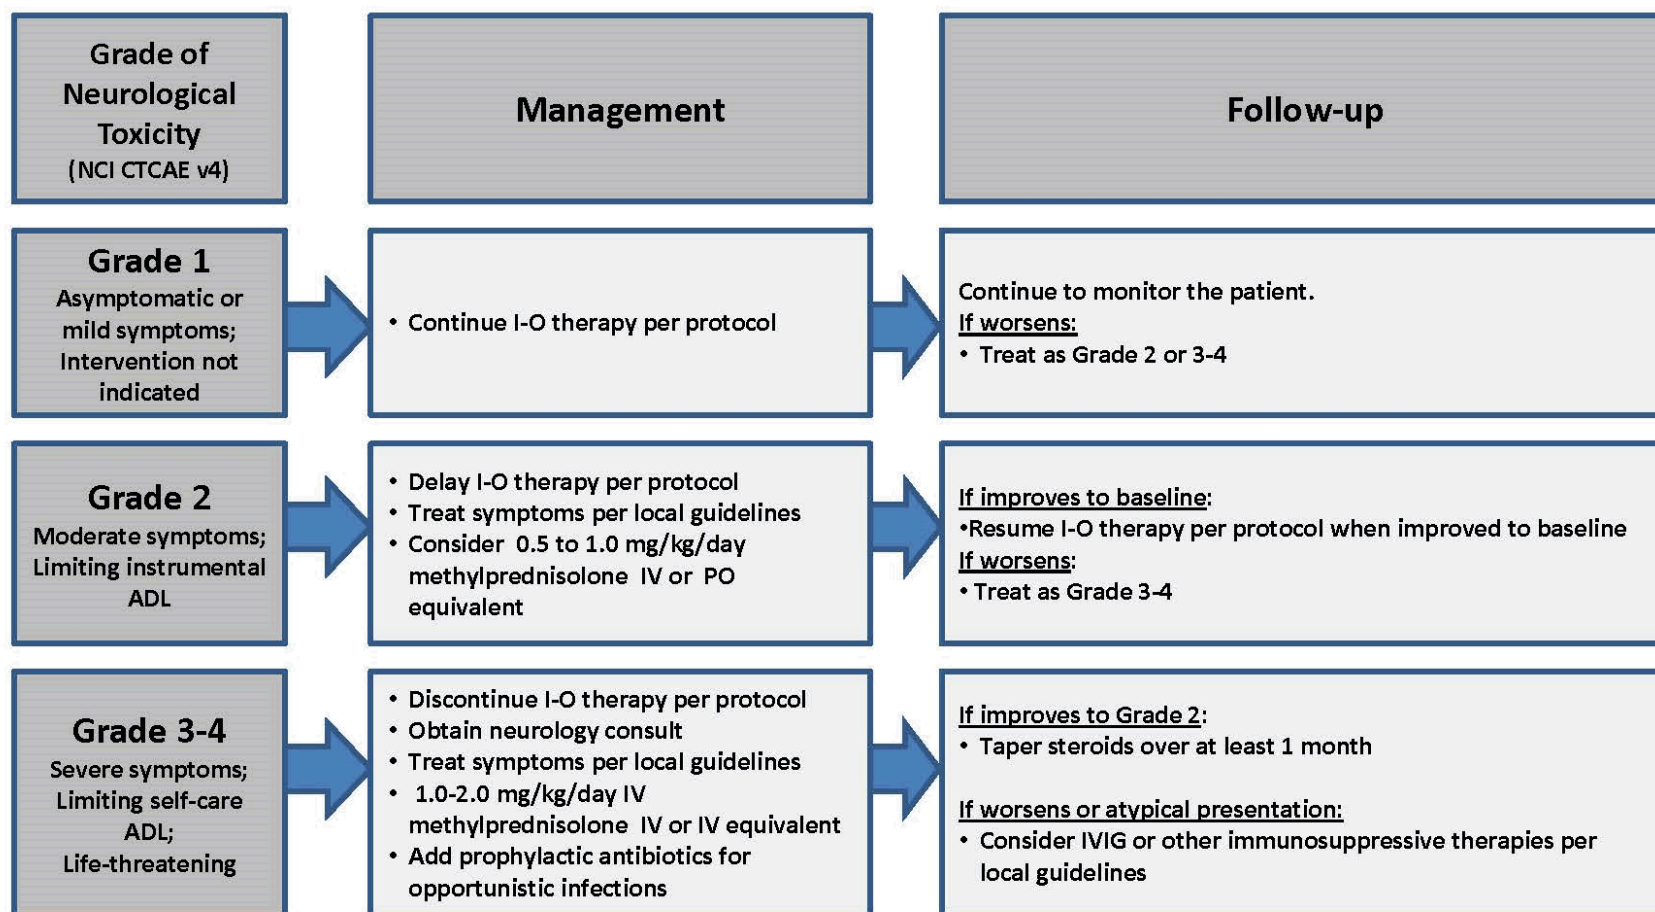 Grade of
Neurological
Toxicity
(NCI CTCAE v4)
Management
Follow-up
Grade 1
Asymptomatic or
mild symptoms;
Intervention not
indicated
• Continue I-O therapy per protocol
Continue to monitor the patient.
If worsens:
• Treat as Grade 2 or 3-4
Grade 2
Moderate symptoms;
Limiting instrumental
ADL
• Delay I-O therapy per protocol
• Treat symptoms per local guidelines
• Consider 0.5 to 1.0 mg/kg/day
methylprednisolone IV or PO
equivalent
If improves to baseline:
•Resume I-O therapy per protocol when improved to baseline
If worsens:
• Treat as Grade 3-4
Grade 3-4
Severe symptoms;
Limiting self-care
ADL;
Life-threatening
• Discontinue I-O therapy per protocol
• Obtain neurology consult
• Treat symptoms per local guidelines
• 1.0-2.0 mg/kg/day IV
methylprednisolone IV or IV equivalent
• Add prophylactic antibiotics for
opportunistic infections
If improves to Grade 2:
• Taper steroids over at least 1 month
If worsens or atypical presentation:
• Consider IVIG or other immunosuppressive therapies per
local guidelines